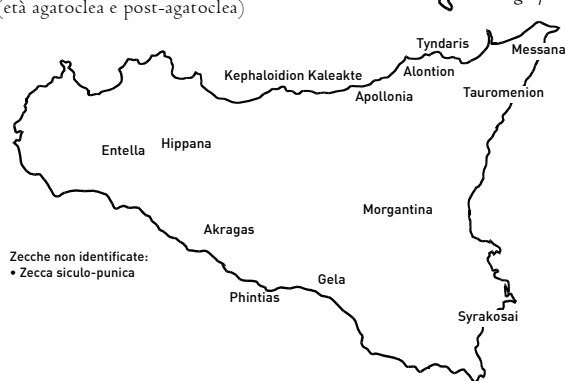 (età agatoclea e post-agatoclea)
Tyndaris
Messana
Kephaloidion Kaleakte
Alontion
Apollonia
Tauromenion
Entella
Hippana
Morgantina
Akragas
Zecche non identificate:
• Zecca siculo-punica
Gela
Phintias
Syrakosai